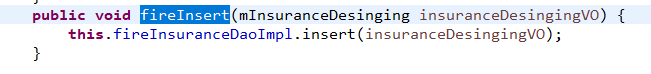 public void fireInsert(mInsuranceDesinging insuranceDesingingVO) {
this.fireInsuranceDaoImpl.insert(insuranceDesingingVO);
}